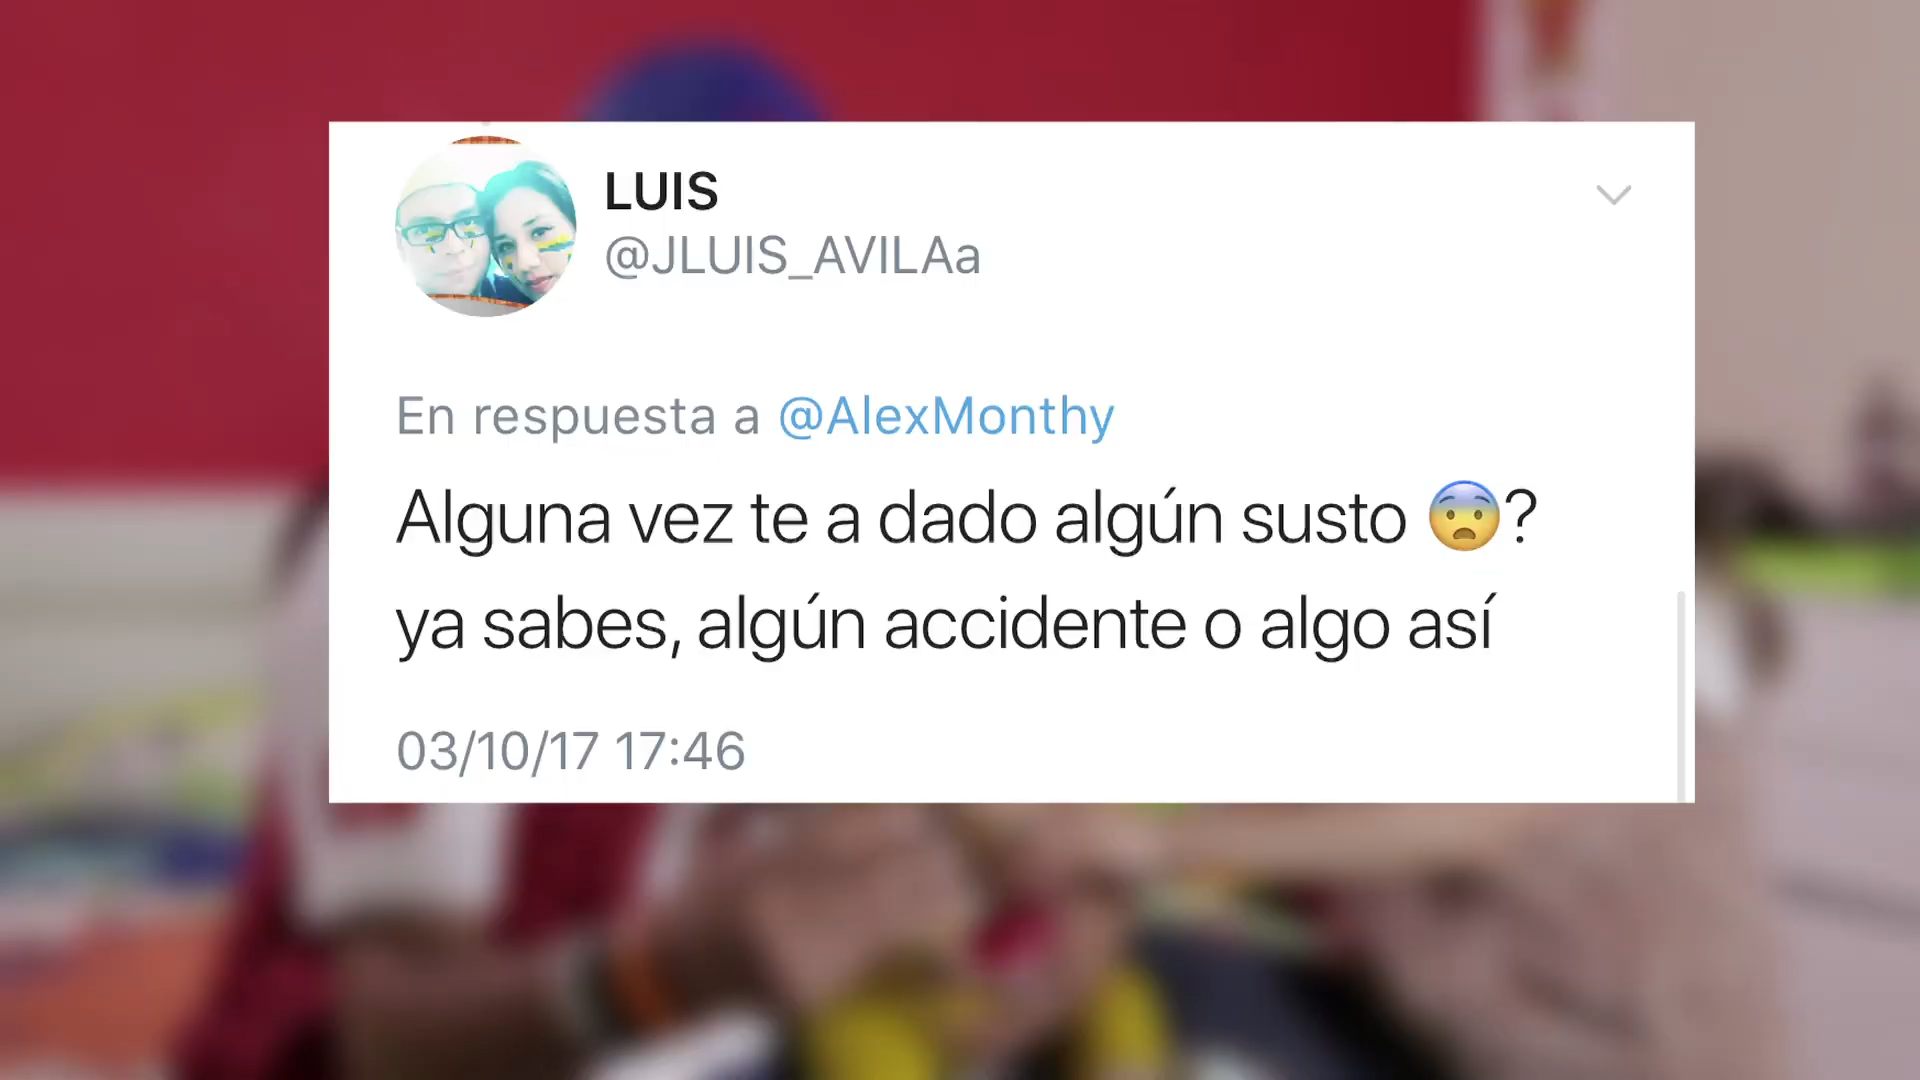 LUIS
@JLUIS_AVILAa
En respuesta a @AlexMonthy
Alguna vez te a dado algún susto 😨?
ya sabes, algún accidente o algo así
03/10/17 17:46